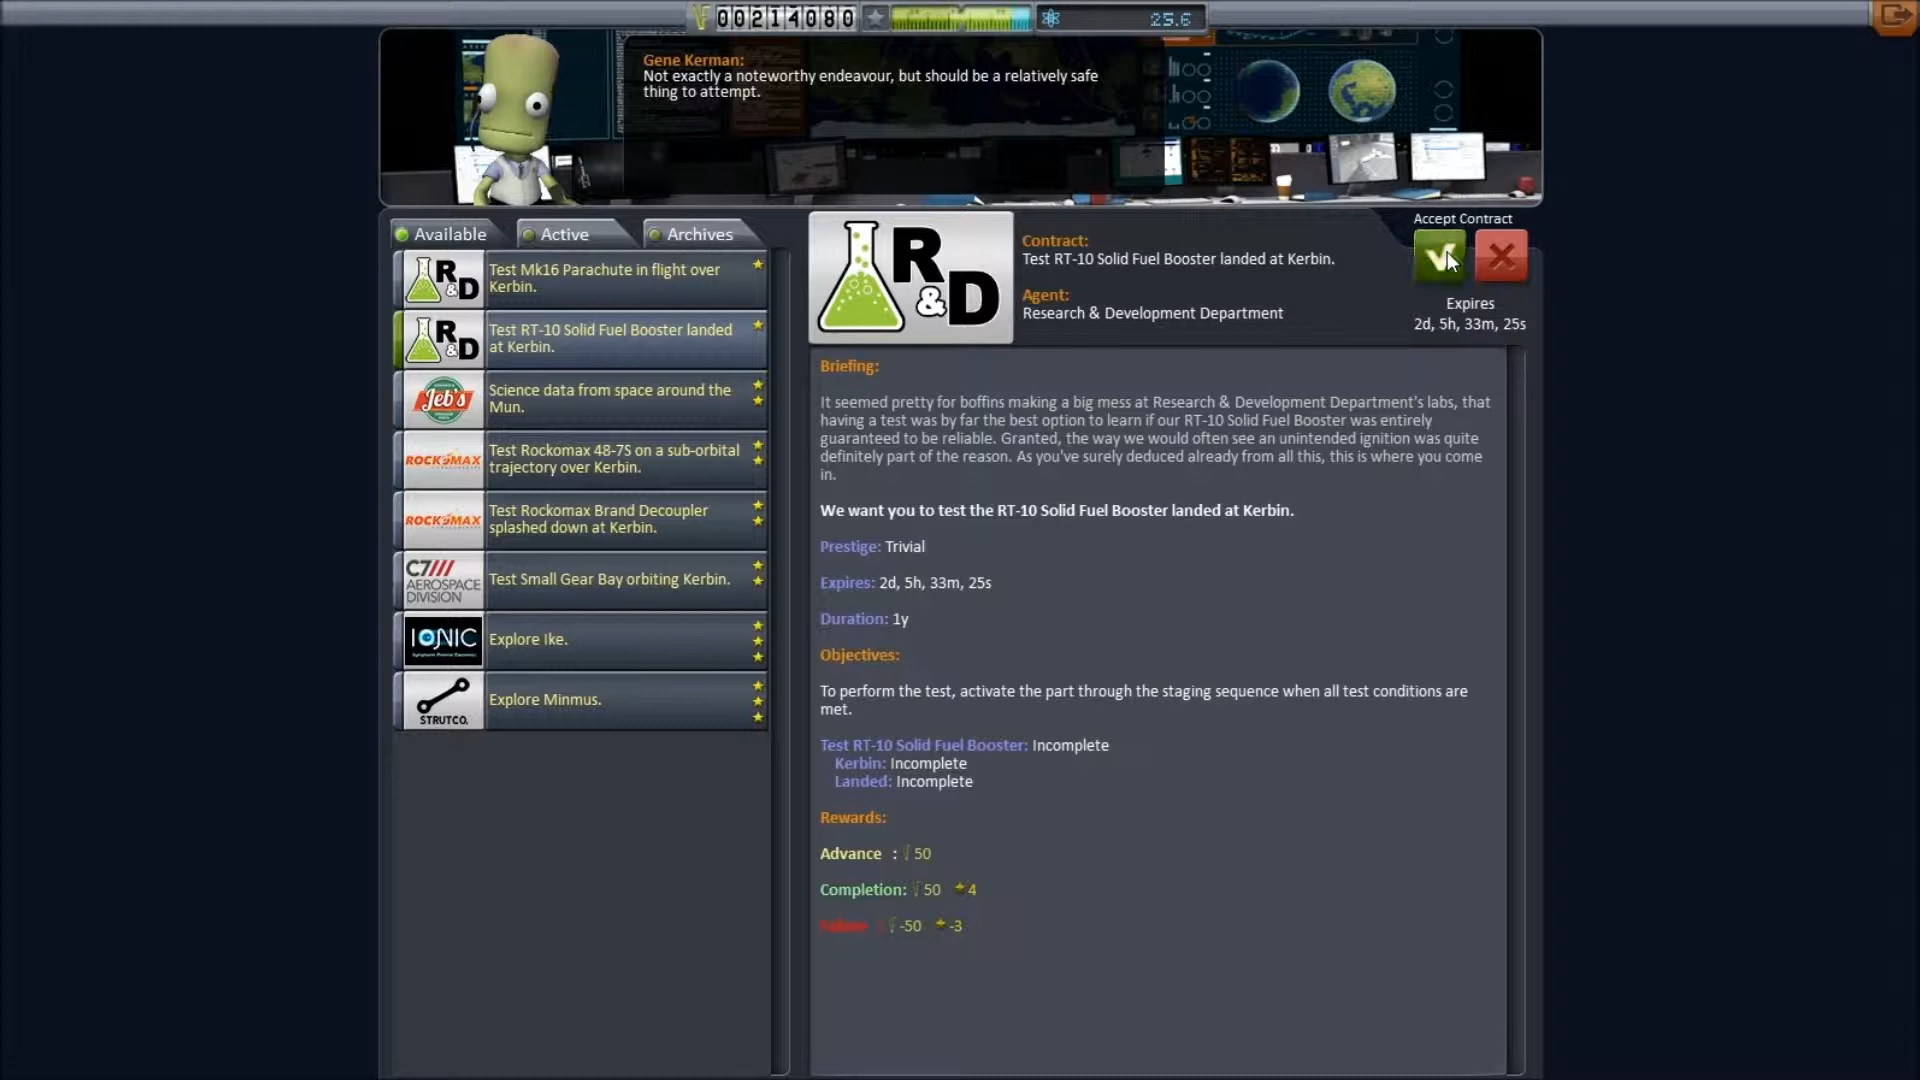 00214080
25.6
Gene Kerman:
Not exactly a noteworthy endeavour, but should be a relatively safe
thing to attempt.
Available
Active
Archives
R&D
Test Mk16 Parachute in flight over
Kerbin.
R&D
Test RT-10 Solid Fuel Booster landed
at Kerbin.
Jeb's
Science data from space around the
Mun.
ROCKOMAX
Test Rockomax 48-7S on a sub-orbital
trajectory over Kerbin.
ROCKOMAX
Test Rockomax Brand Decoupler
splashed down at Kerbin.
C7///
AEROSPACE
DIVISION
Test Small Gear Bay orbiting Kerbin.
IONIC
Explore Ike.
STRUTCO.
Explore Minmus.
R&D
Contract:
Test RT-10 Solid Fuel Booster landed at Kerbin.
Agent:
Research & Development Department
Accept Contract
Expires
2d, 5h, 33m, 25s
Briefing:
It seemed pretty for boffins making a big mess at Research & Development Department's labs, that
having a test was by far the best option to learn if our RT-10 Solid Fuel Booster was entirely
guaranteed to be reliable. Granted, the way we would often see an unintended ignition was quite
definitely part of the reason. As you've surely deduced already from all this, this is where you come
in.
We want you to test the RT-10 Solid Fuel Booster landed at Kerbin.
Prestige: Trivial
Expires: 2d, 5h, 33m, 25s
Duration: 1y
Objectives:
To perform the test, activate the part through the staging sequence when all test conditions are
met.
Test RT-10 Solid Fuel Booster: Incomplete
Kerbin: Incomplete
Landed: Incomplete
Rewards:
Advance : 50
Completion: 50 4
Failure : -50 -3